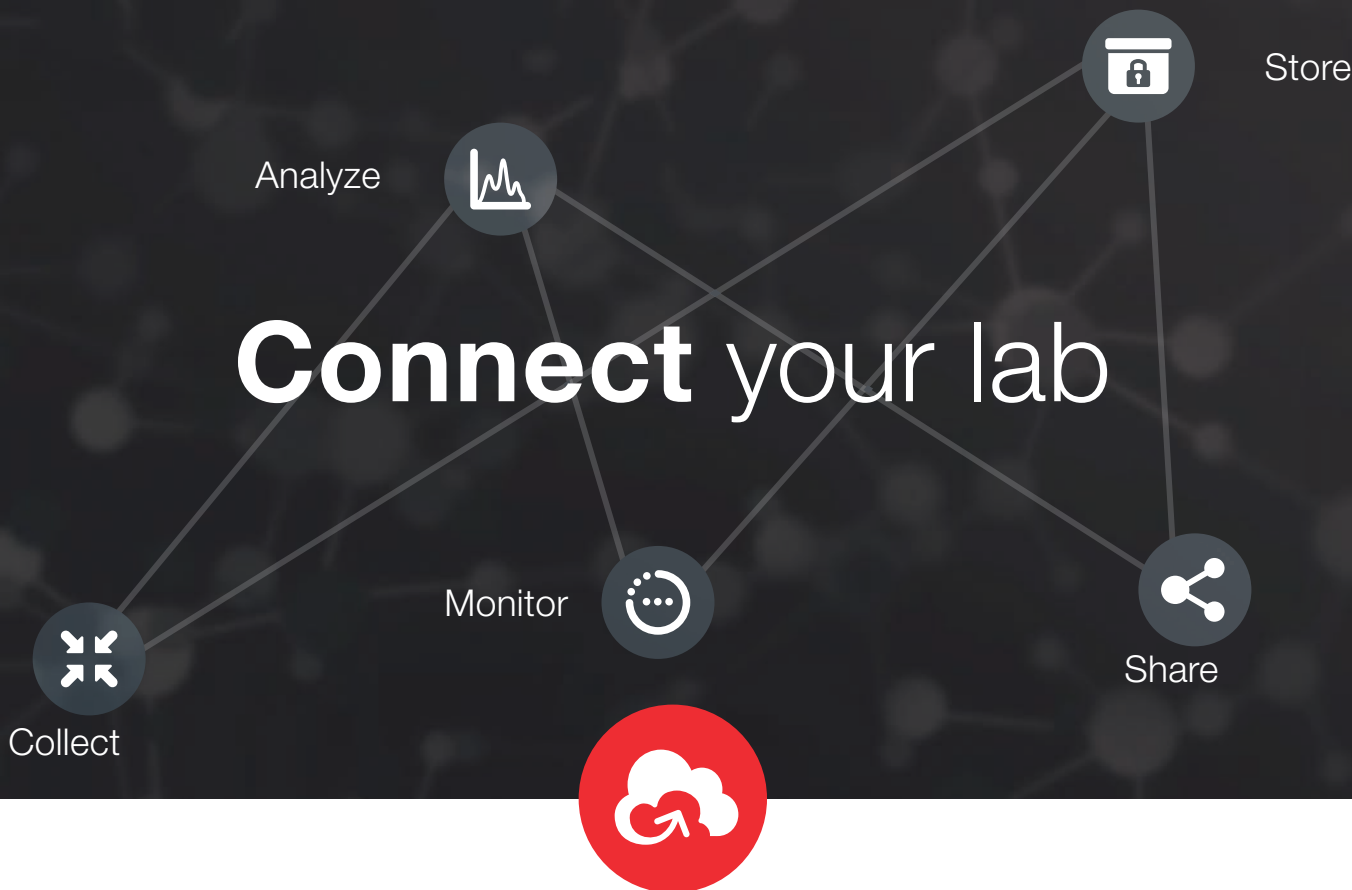 Store
Analyze
Connect your lab
Monitor
Share
Collect